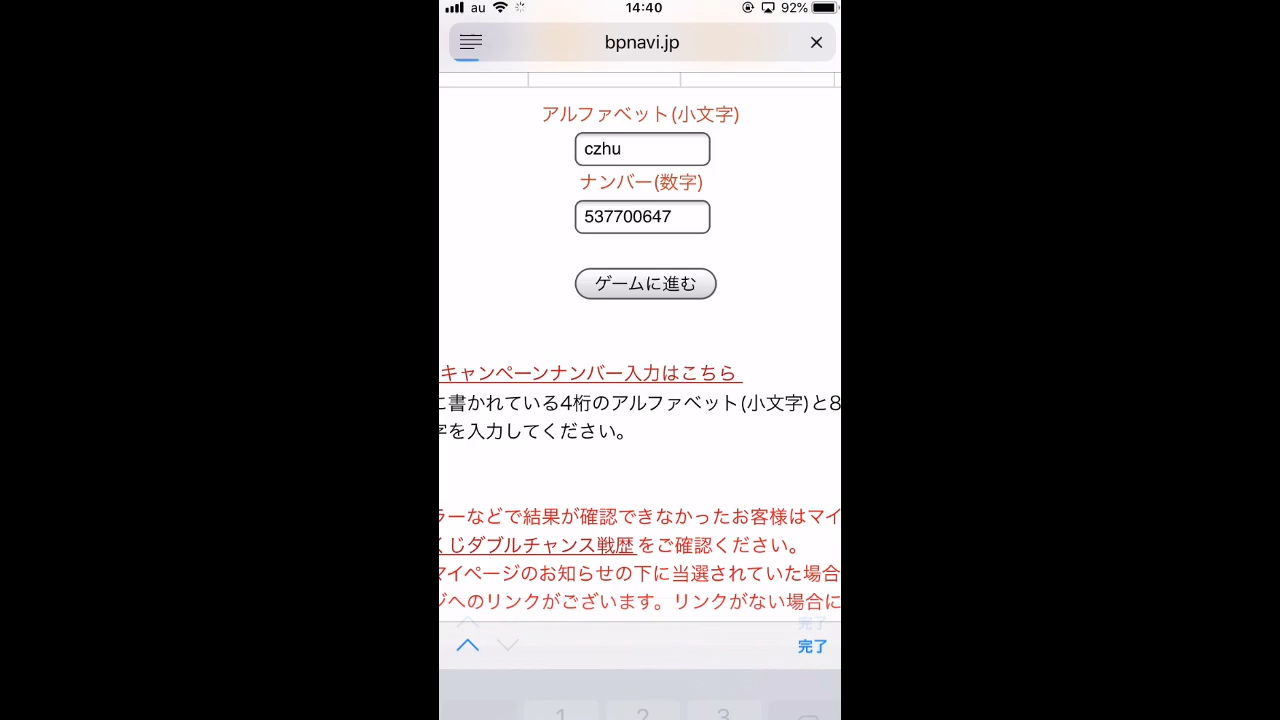 au 14:40 92%
bpnavi.jp
アルファベット(小文字)
czhu
ナンバー(数字)
537700647
ゲームに進む
キャンペーンナンバー入力はこちら
に書かれている4桁のアルファベット(小文字)と8
字を入力してください。
ラーなどで結果が確認できなかったお客様はマイ
くじダブルチャンス戦歴をご確認ください。
マイページのお知らせの下に当選されていた場合
ジへのリンクがございます。リンクがない場合に
完了
1 2 3